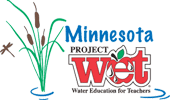 Minnesota
PROJECT
WET
Water Education for Teachers